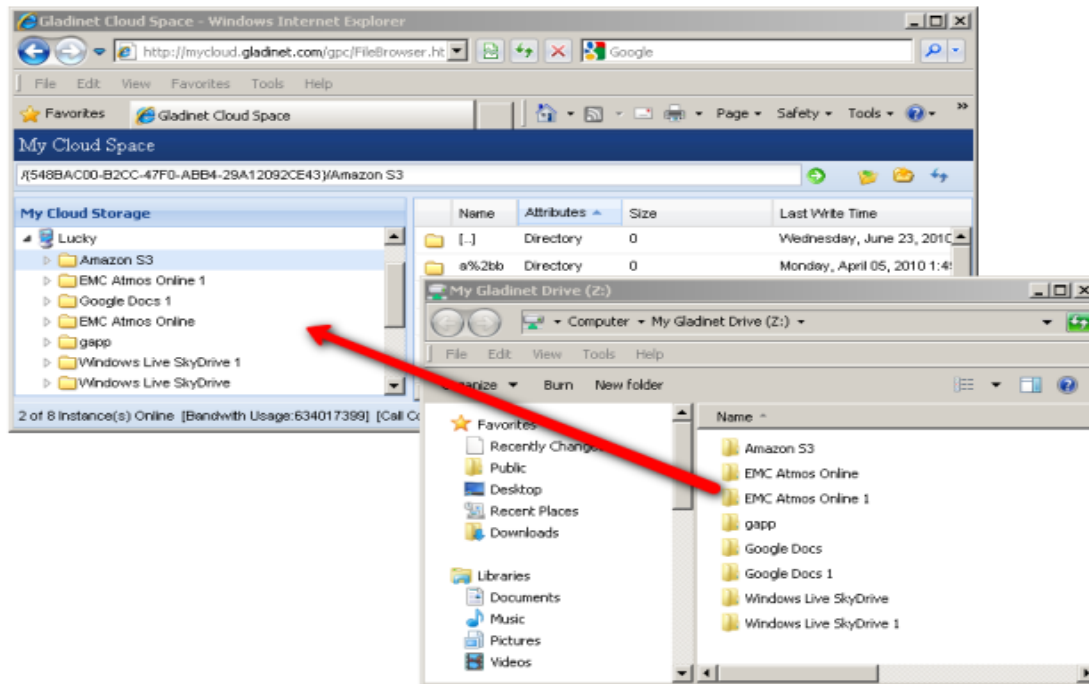 Gladinet Cloud Space - Windows Internet Explorer
http://mycloud.gladinet.com/gpc/FileBrowser.ht
Google
File Edit View Favorites Tools Help
Favorites Gladinet Cloud Space Page Safety Tools »
My Cloud Space
/{548BAC00-B2CC-47F0-ABB4-29A12092CE43}/Amazon S3
My Cloud Storage
Lucky
Amazon S3
EMC Atmos Online 1
Google Docs 1
EMC Atmos Online
gapp
Windows Live SkyDrive 1
Windows Live SkyDrive
Name Attributes Size Last Write Time
[..] Directory 0 Wednesday, June 23, 2010
a%2bb Directory 0 Monday, April 05, 2010 1:4
2 of 8 Instance(s) Online [Bandwith Usage:634017399] [Call
My Gladinet Drive (Z:)
Computer My Gladinet Drive (Z:)
File Edit View Tools Help
Burn New folder
Favorites
Public
Desktop
Recent Places
Downloads
Libraries
Documents
Music
Pictures
Videos
Name
Amazon S3
EMC Atmos Online
EMC Atmos Online 1
gapp
Google Docs
Google Docs 1
Windows Live SkyDrive
Windows Live SkyDrive 1